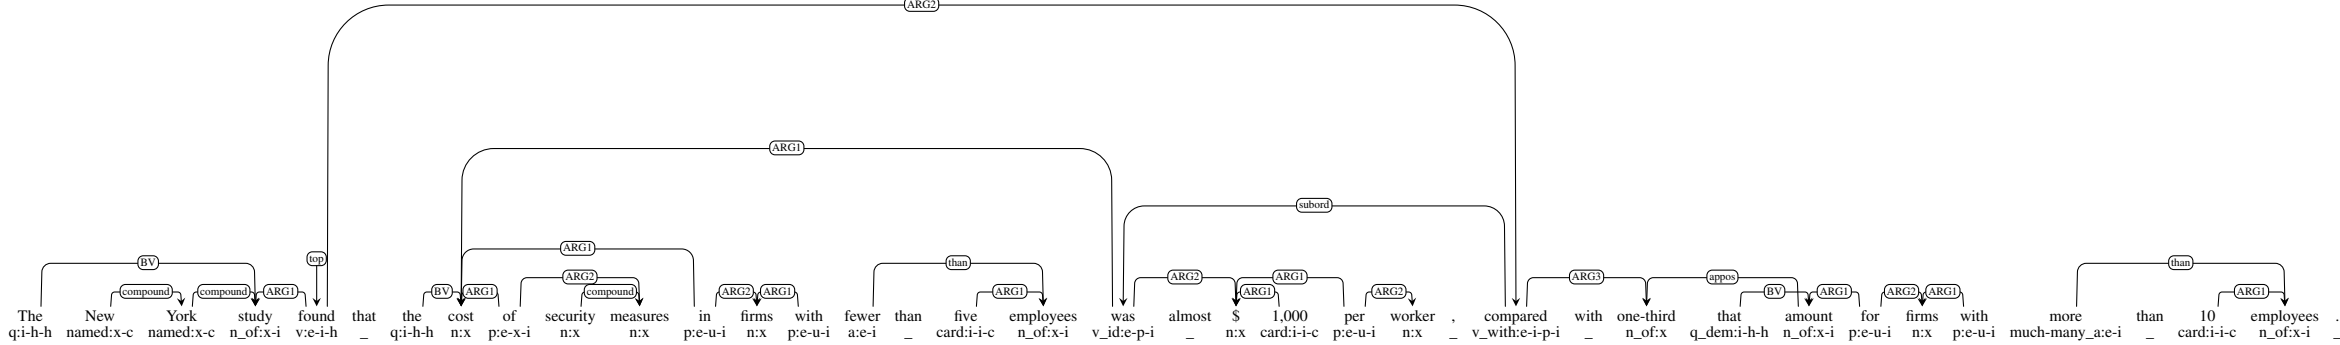 ARG2
ARG1
subord
ARG1
BV top than than
ARG2 ARG2 ARG1 ARG3 appos
compound compound ARG1 BV ARG1 compound ARG2 ARG1 ARG1 ARG1 ARG2 BV ARG1 ARG2 ARG1 ARG1
The New York study found that the cost of security measures in firms with fewer than five employees was almost $ 1,000 per worker , compared with one-third that amount for firms with more than 10 employees .
q:i-h-h named:x-c named:x-c n_of:x-i v:e-i-h _ q:i-h-h n:x p:e-x-i n:x n:x p:e-u-i n:x p:e-u-i a:e-i _ card:i-i-c n_of:x-i v_id:e-p-i _ n:x card:i-i-c p:e-u-i n:x _ v_with:e-i-p-i _ n_of:x q_dem:i-h-h n_of:x-i p:e-u-i n:x p:e-u-i much-many_a:e-i _ card:i-i-c n_of:x-i _